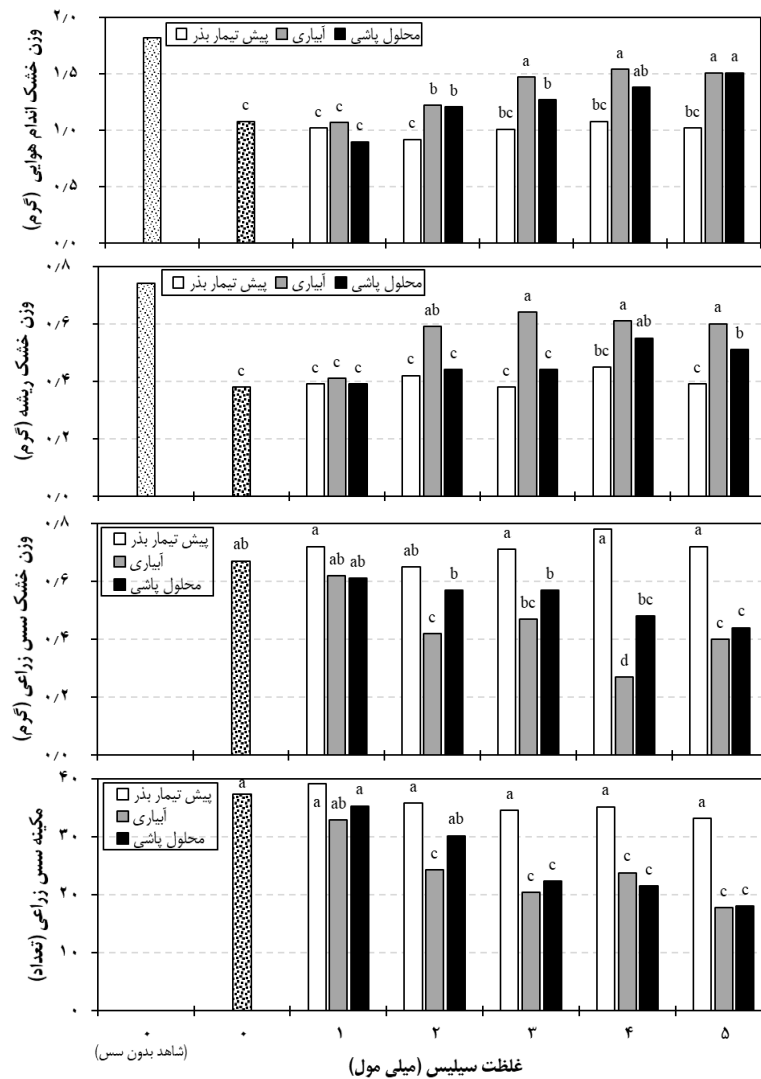 وزن خشک اندام هوایی (گرم)
۲٫۰
۱٫۵
۱٫۰
۰٫۵
۰٫۰
پیش تیمار بذر آبیاری محلول پاشی
c c c c c b b bc a b bc a ab bc a a
وزن خشک ریشه (گرم)
۰٫۸
۰٫۶
۰٫۴
۰٫۲
۰٫۰
پیش تیمار بذر آبیاری محلول پاشی
c c c c c ab c c a c bc a ab c a b
وزن خشک سس زراعی (گرم)
۰٫۸
۰٫۶
۰٫۴
۰٫۲
۰٫۰
پیش تیمار بذر
آبیاری
محلول پاشی
ab a ab ab ab c b a bc b a d bc a c c
مکینه سس زراعی (تعداد)
۴۰
۳۰
۲۰
۱۰
۰
پیش تیمار بذر
آبیاری
محلول پاشی
a a ab a a c ab a c c a c c a c c
۰ ۰ ۱ ۲ ۳ ۴ ۵
(شاهد بدون سس)
غلظت سیلیس (میلی مول)